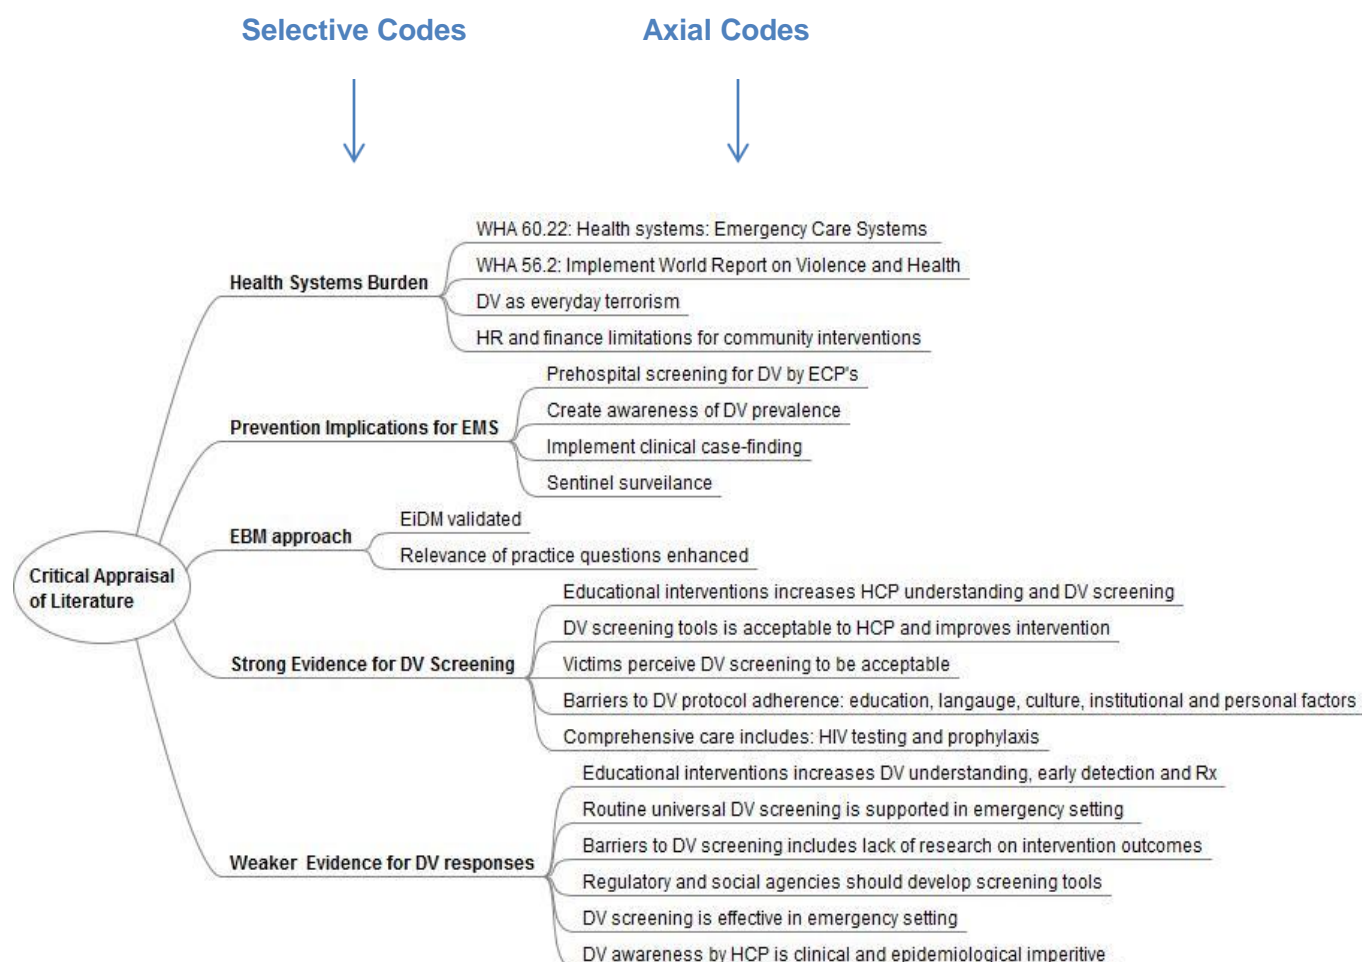 Selective Codes
Axial Codes
WHA 60.22: Health systems: Emergency Care Systems
WHA 56.2: Implement World Report on Violence and Health
Health Systems Burden
DV as everyday terrorism
HR and finance limitations for community interventions
Prehospital screening for DV by ECP's
Create awareness of DV prevalence
Prevention Implications for EMS
Implement clinical case-finding
Sentinel surveilance
EiDM validated
EBM approach
Relevance of practice questions enhanced
Critical Appraisal
of Literature
Educational interventions increases HCP understanding and DV screening
DV screening tools is acceptable to HCP and improves intervention
Strong Evidence for DV Screening
Victims perceive DV screening to be acceptable
Barriers to DV protocol adherence: education, langauge, culture, institutional and personal factors
Comprehensive care includes: HIV testing and prophylaxis
Educational interventions increases DV understanding, early detection and Rx
Routine universal DV screening is supported in emergency setting
Barriers to DV screening includes lack of research on intervention outcomes
Weaker Evidence for DV responses
Regulatory and social agencies should develop screening tools
DV screening is effective in emergency setting
DV awareness by HCP is clinical and epidemiological imperitive